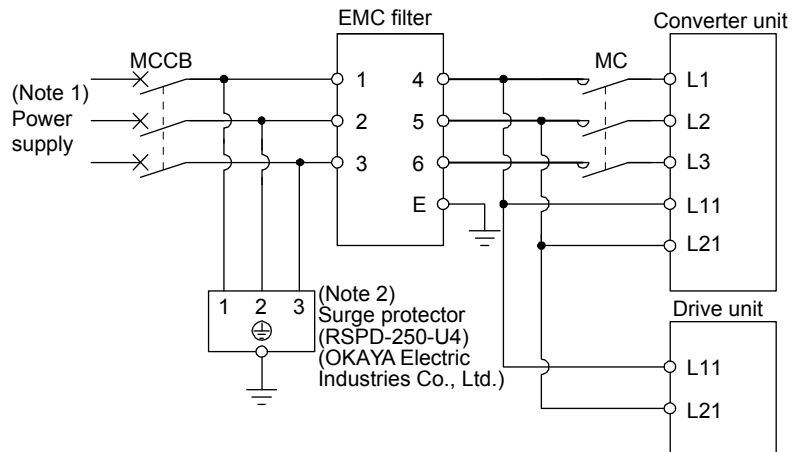 EMC filter
Converter unit
MCCB
MC
(Note 1)
Power
supply
1
2
3
4
5
6
E
L1
L2
L3
L11
L21
1 2 3
(Note 2)
Surge protector
(RSPD-250-U4)
(OKAYA Electric
Industries Co., Ltd.)
Drive unit
L11
L21